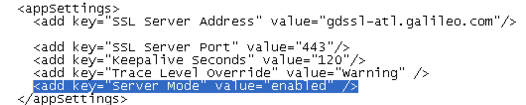 <appSettings>
<add key="SSL Server Address" value="gdssl-atl.galileo.com"/>
<add key="SSL Server Port" value="443"/>
<add key="Keepalive Seconds" value="120"/>
<add key="Trace Level Override" value="Warning" />
<add key="Server Mode" value="enabled" />
</appSettings>